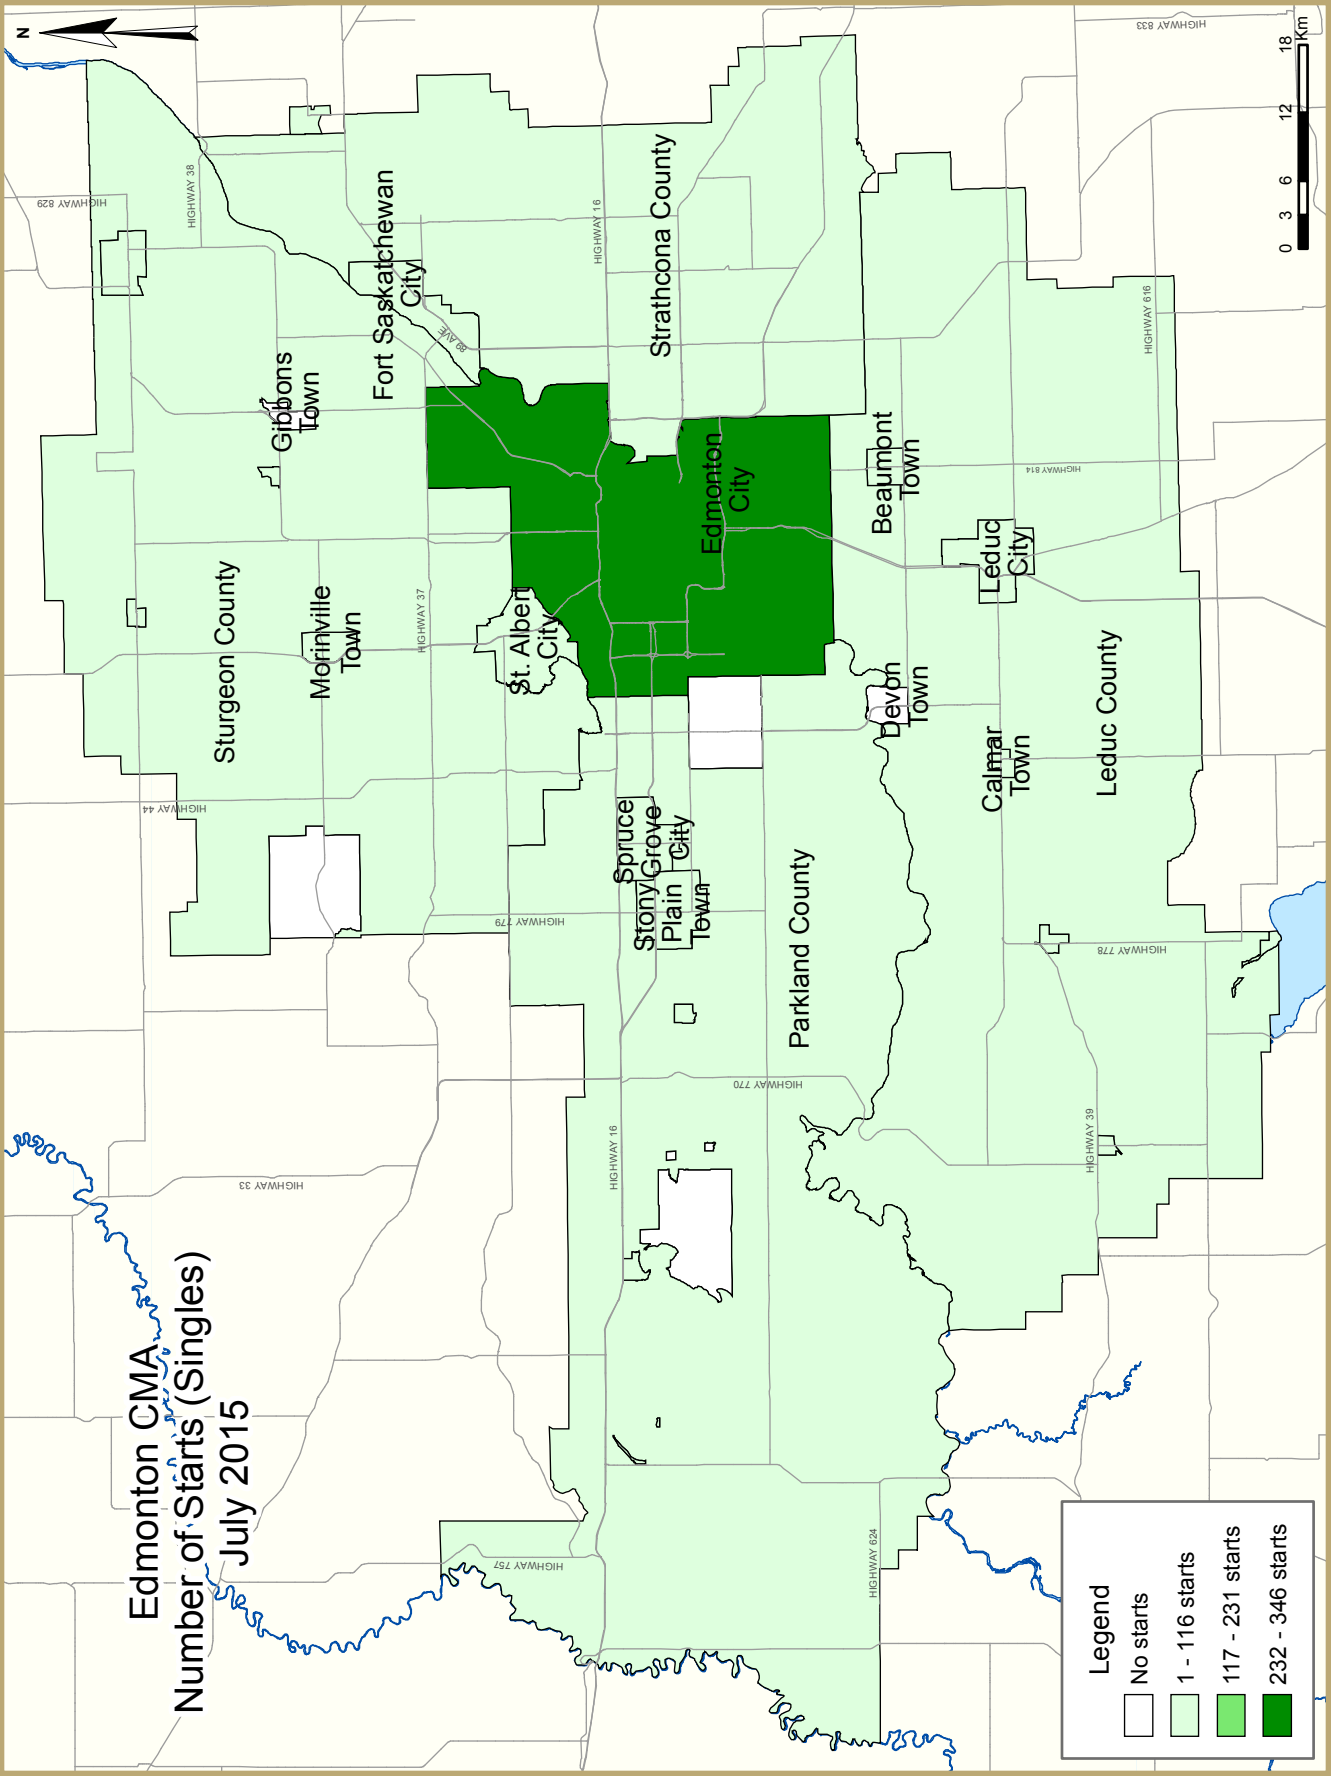 Edmonton CMA
Number of Starts (Singles)
July 2015
N
HIGHWAY 757
HIGHWAY 33
HIGHWAY 16
HIGHWAY 624
HIGHWAY 770
HIGHWAY 39
HIGHWAY 779
HIGHWAY 778
HIGHWAY 44
Sturgeon County
Morinville
Town
HIGHWAY 37
St. Albert
City
Gibbons
Town
Fort Saskatchewan
City
89 AVE
HIGHWAY 829
HIGHWAY 38
HIGHWAY 16
HIGHWAY 833
Strathcona County
Edmonton
City
Spruce
Grove
City
Stony
Plain
Town
Parkland County
Devon
Town
Beaumont
Town
HIGHWAY 814
HIGHWAY 616
Leduc
City
Calmar
Town
Leduc County
Legend
No starts
1 - 116 starts
117 - 231 starts
232 - 346 starts
0 3 6 12 18
Km